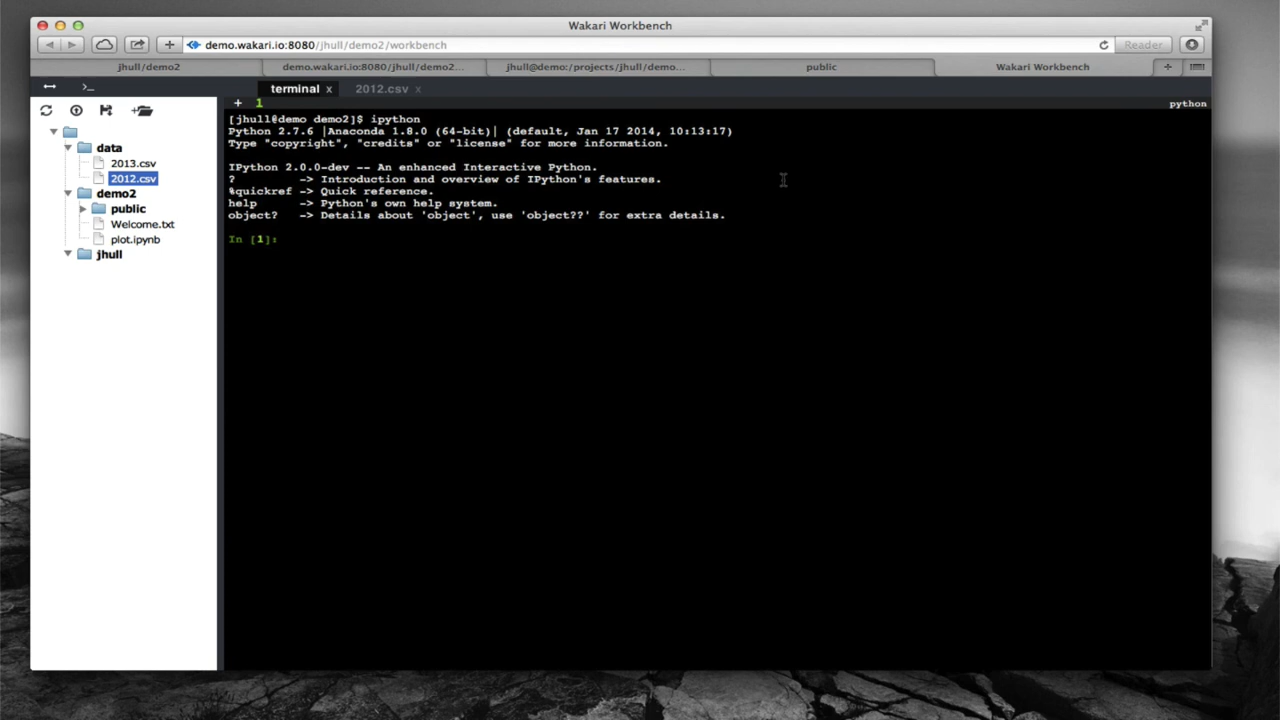 Wakari Workbench
demo.wakari.io:8080/jhull/demo2/workbench
Reader
jhull/demo2
demo.wakari.io:8080/jhull/demo2...
jhull@demo:/projects/jhull/demo...
public
Wakari Workbench
>_
terminal x
2012.csv x
+ 1
python
data
2013.csv
2012.csv
demo2
public
Welcome.txt
plot.ipynb
jhull
[jhull@demo demo2]$ ipython
Python 2.7.6 |Anaconda 1.8.0 (64-bit)| (default, Jan 17 2014, 10:13:17)
Type "copyright", "credits" or "license" for more information.
IPython 2.0.0-dev -- An enhanced Interactive Python.
? -> Introduction and overview of IPython's features.
%quickref -> Quick reference.
help -> Python's own help system.
object? -> Details about 'object', use 'object??' for extra details.
In [1]: